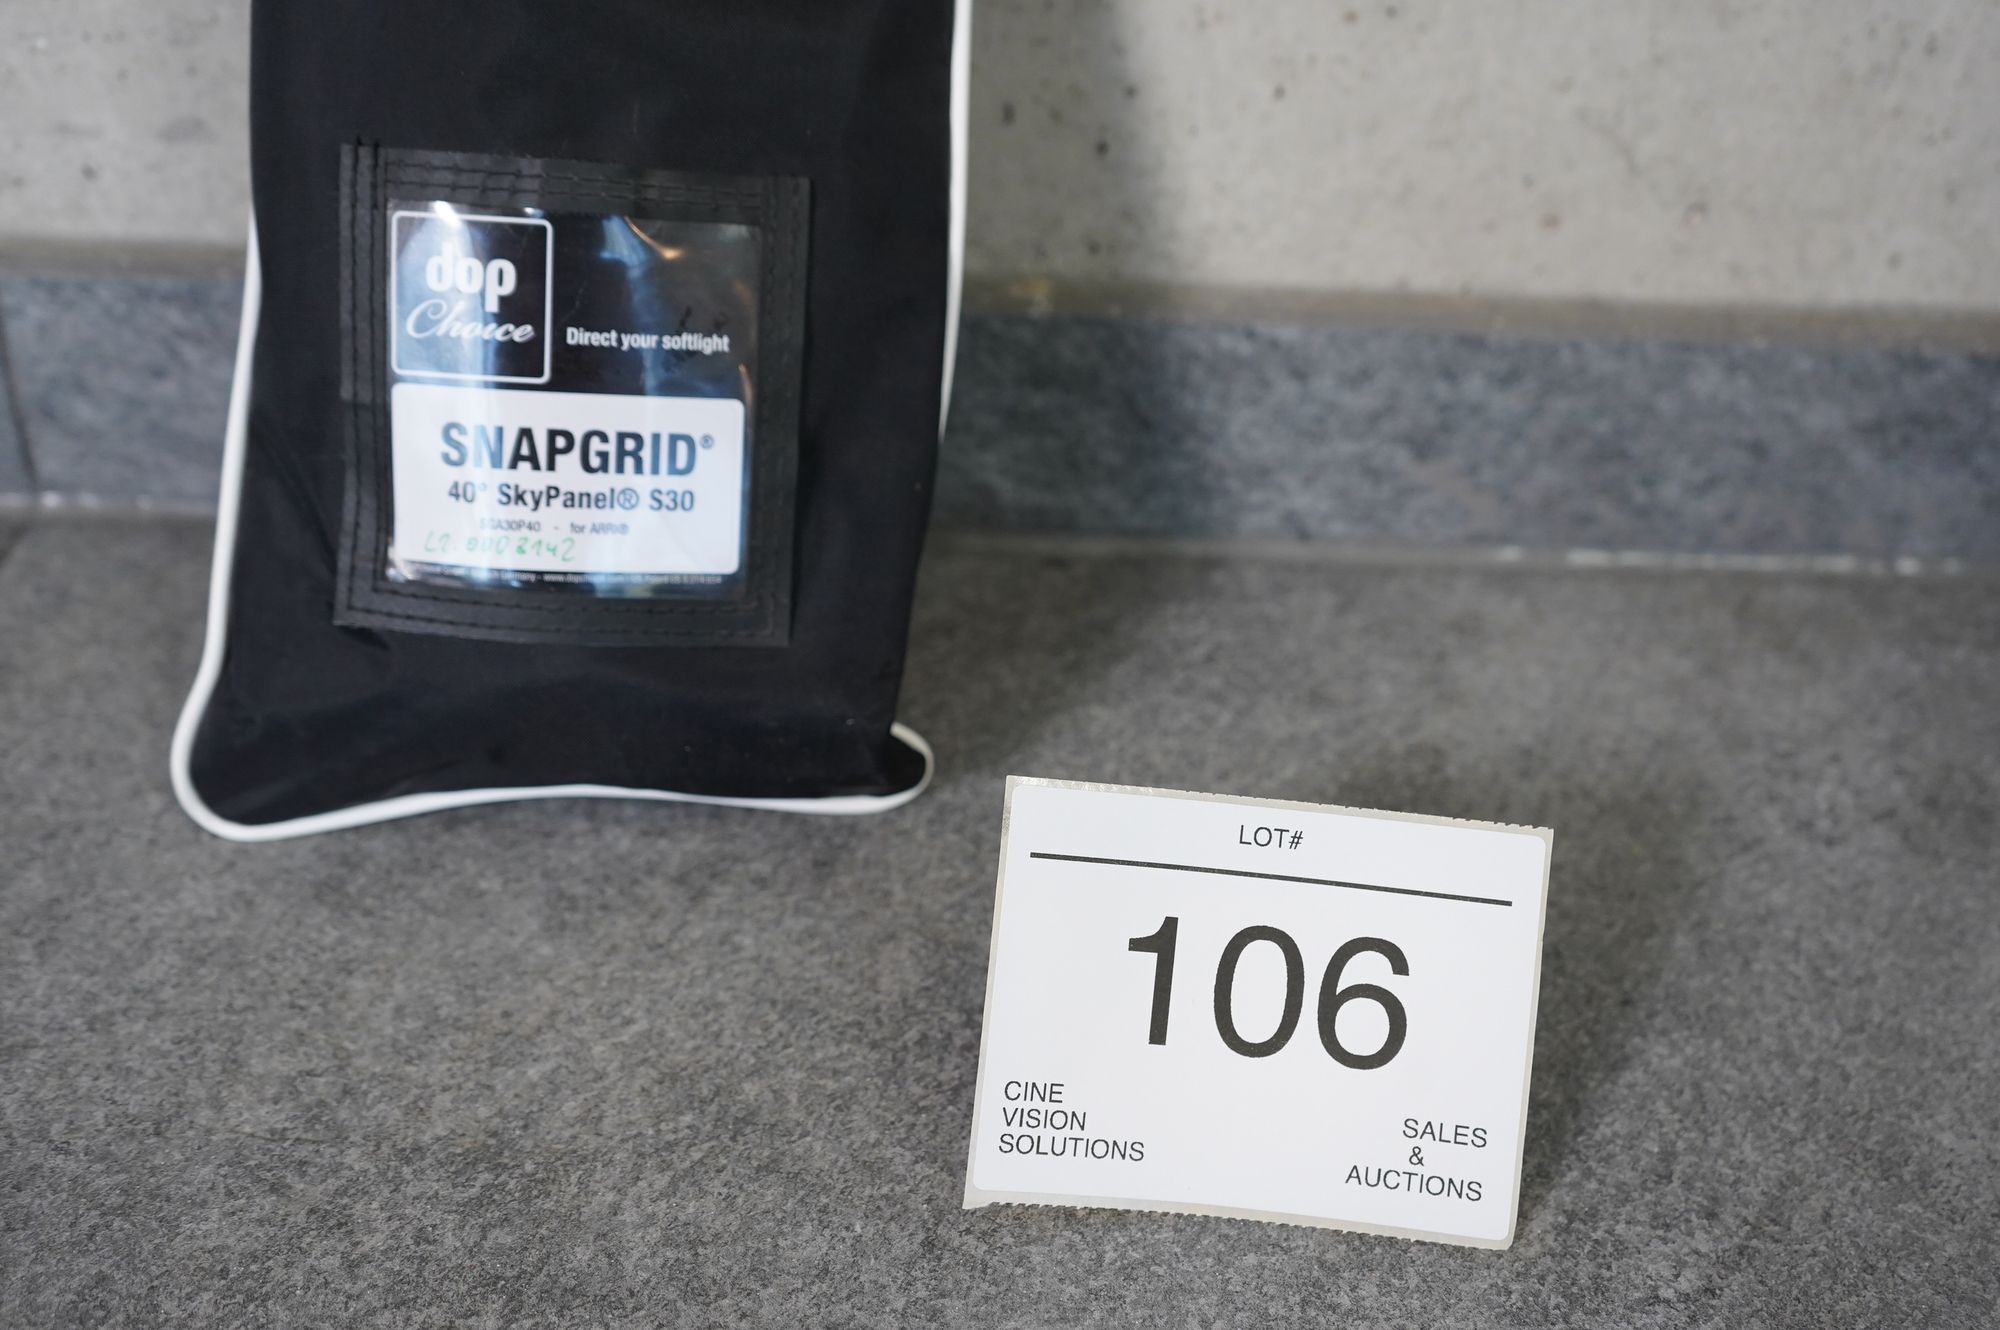 dop
Choice
Direct your softlight
SNAPGRID®
40° SkyPanel® S30
SGA30P40 - for ARRI®
LOT#
106
CINE
VISION
SOLUTIONS
SALES
&
AUCTIONS